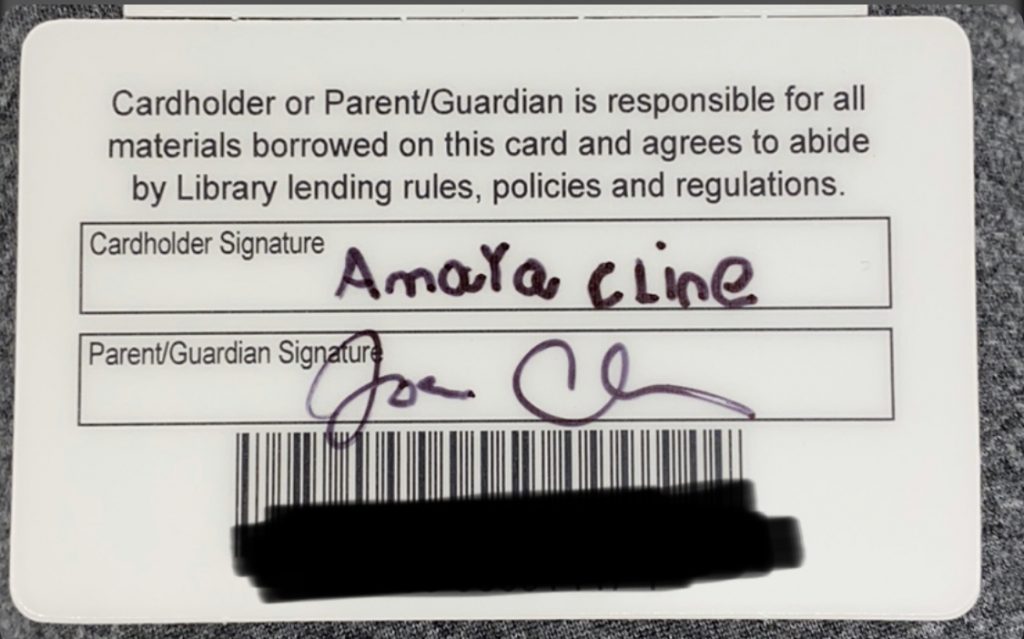 Cardholder or Parent/Guardian is responsible for all
materials borrowed on this card and agrees to abide
by Library lending rules, policies and regulations.
Cardholder Signature Amaya Cline
Parent/Guardian Signature